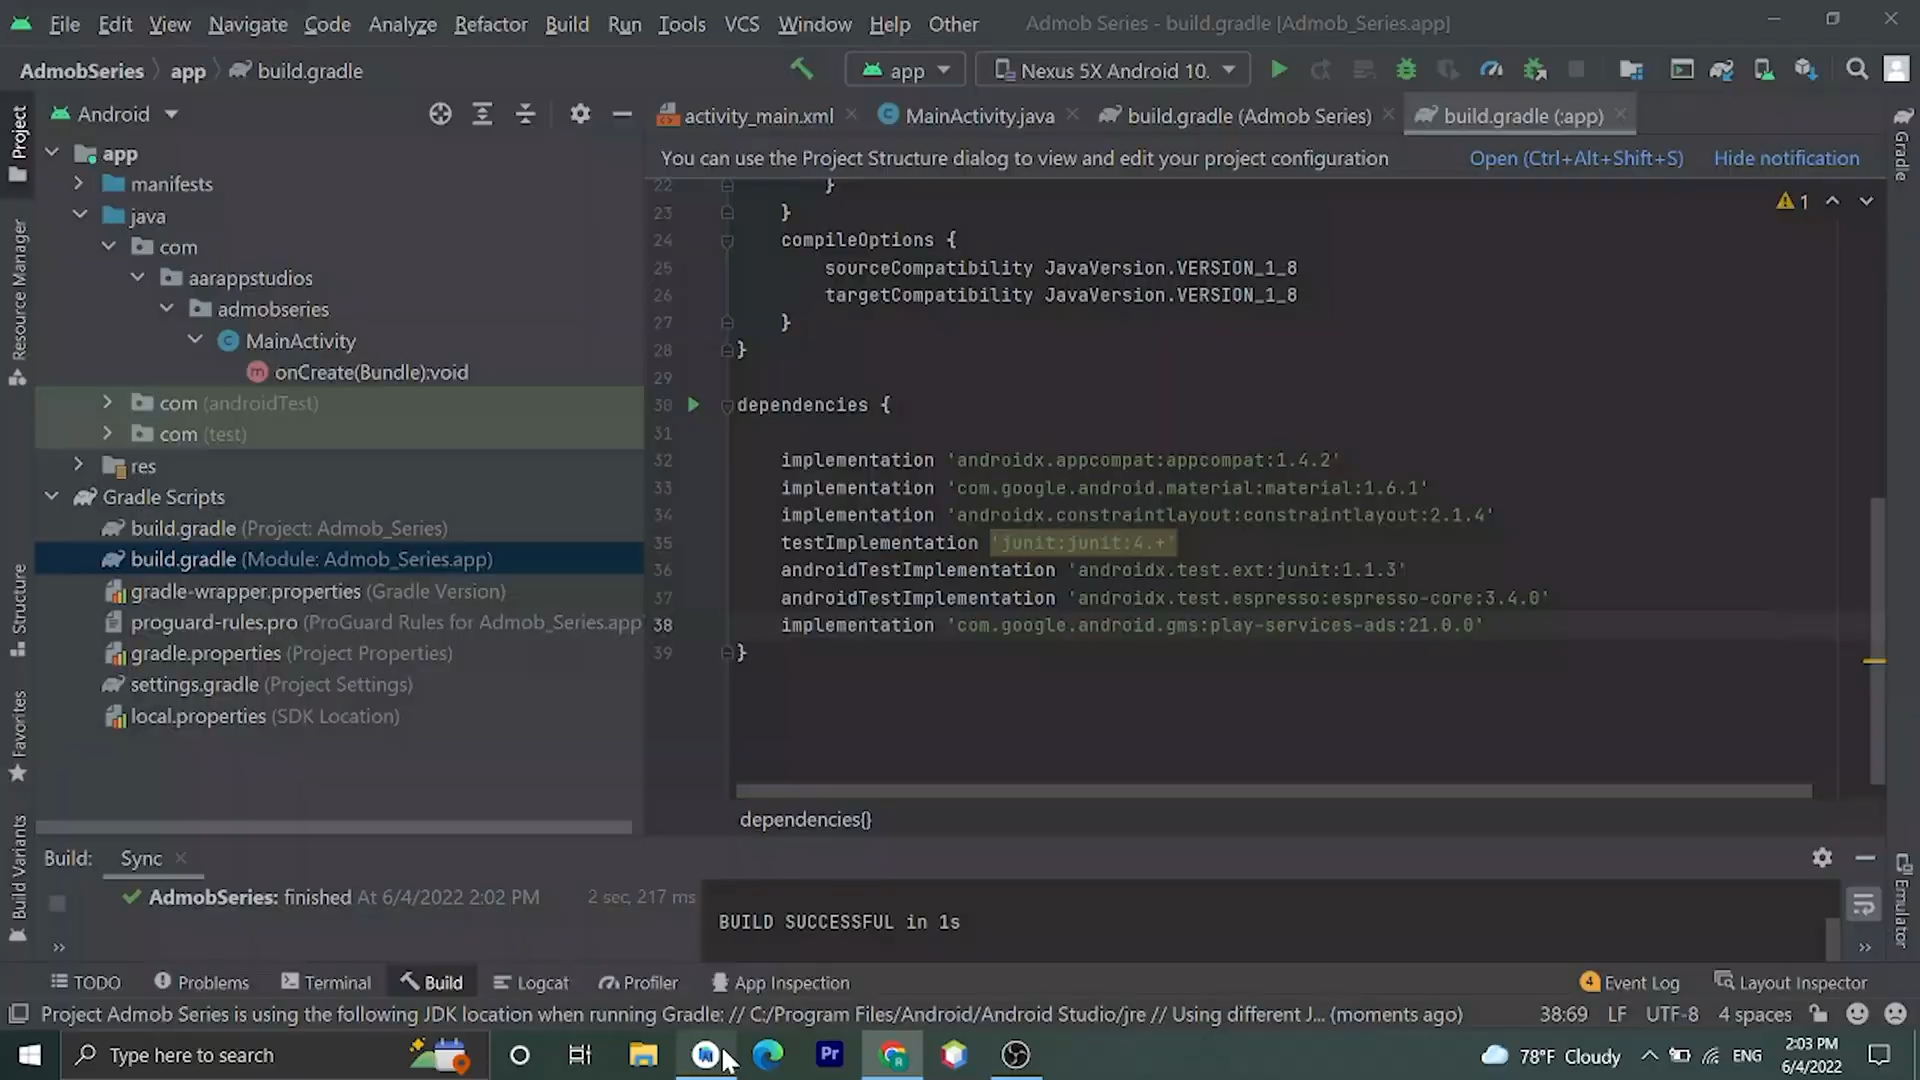 File Edit View Navigate Code Analyze Refactor Build Run Tools VCS Window Help Other Admob Series - build.gradle [Admob_Series.app]
AdmobSeries app build.gradle
app Nexus 5X Android 10.
Project
Android
activity_main.xml MainActivity.java build.gradle (Admob Series) build.gradle (:app)
You can use the Project Structure dialog to view and edit your project configuration Open (Ctrl+Alt+Shift+S) Hide notification
app
manifests
java
com
aarappstudios
admobseries
MainActivity
onCreate(Bundle):void
com (androidTest)
com (test)
res
Gradle Scripts
build.gradle (Project: Admob_Series)
build.gradle (Module: Admob_Series.app)
gradle-wrapper.properties (Gradle Version)
proguard-rules.pro (ProGuard Rules for Admob_Series.app
gradle.properties (Project Properties)
settings.gradle (Project Settings)
local.properties (SDK Location)
Resource Manager
Structure
Favorites
Build Variants
22 }
23 }
24 compileOptions {
25 sourceCompatibility JavaVersion.VERSION_1_8
26 targetCompatibility JavaVersion.VERSION_1_8
27 }
28 }
29
30 dependencies {
31
32 implementation 'androidx.appcompat:appcompat:1.4.2'
33 implementation 'com.google.android.material:material:1.6.1'
34 implementation 'androidx.constraintlayout:constraintlayout:2.1.4'
35 testImplementation 'junit:junit:4.+'
36 androidTestImplementation 'androidx.test.ext:junit:1.1.3'
37 androidTestImplementation 'androidx.test.espresso:espresso-core:3.4.0'
38 implementation 'com.google.android.gms:play-services-ads:21.0.0'
39 }
1
Gradle
Emulator
dependencies{}
Build: Sync
AdmobSeries: finished At 6/4/2022 2:02 PM 2 sec, 217 ms
BUILD SUCCESSFUL in 1s
TODO Problems Terminal Build Logcat Profiler App Inspection 4 Event Log Layout Inspector
Project Admob Series is using the following JDK location when running Gradle: // C:/Program Files/Android/Android Studio/jre // Using different J... (moments ago) 38:69 LF UTF-8 4 spaces
Type here to search
Pr
78°F Cloudy ENG
2:03 PM
6/4/2022